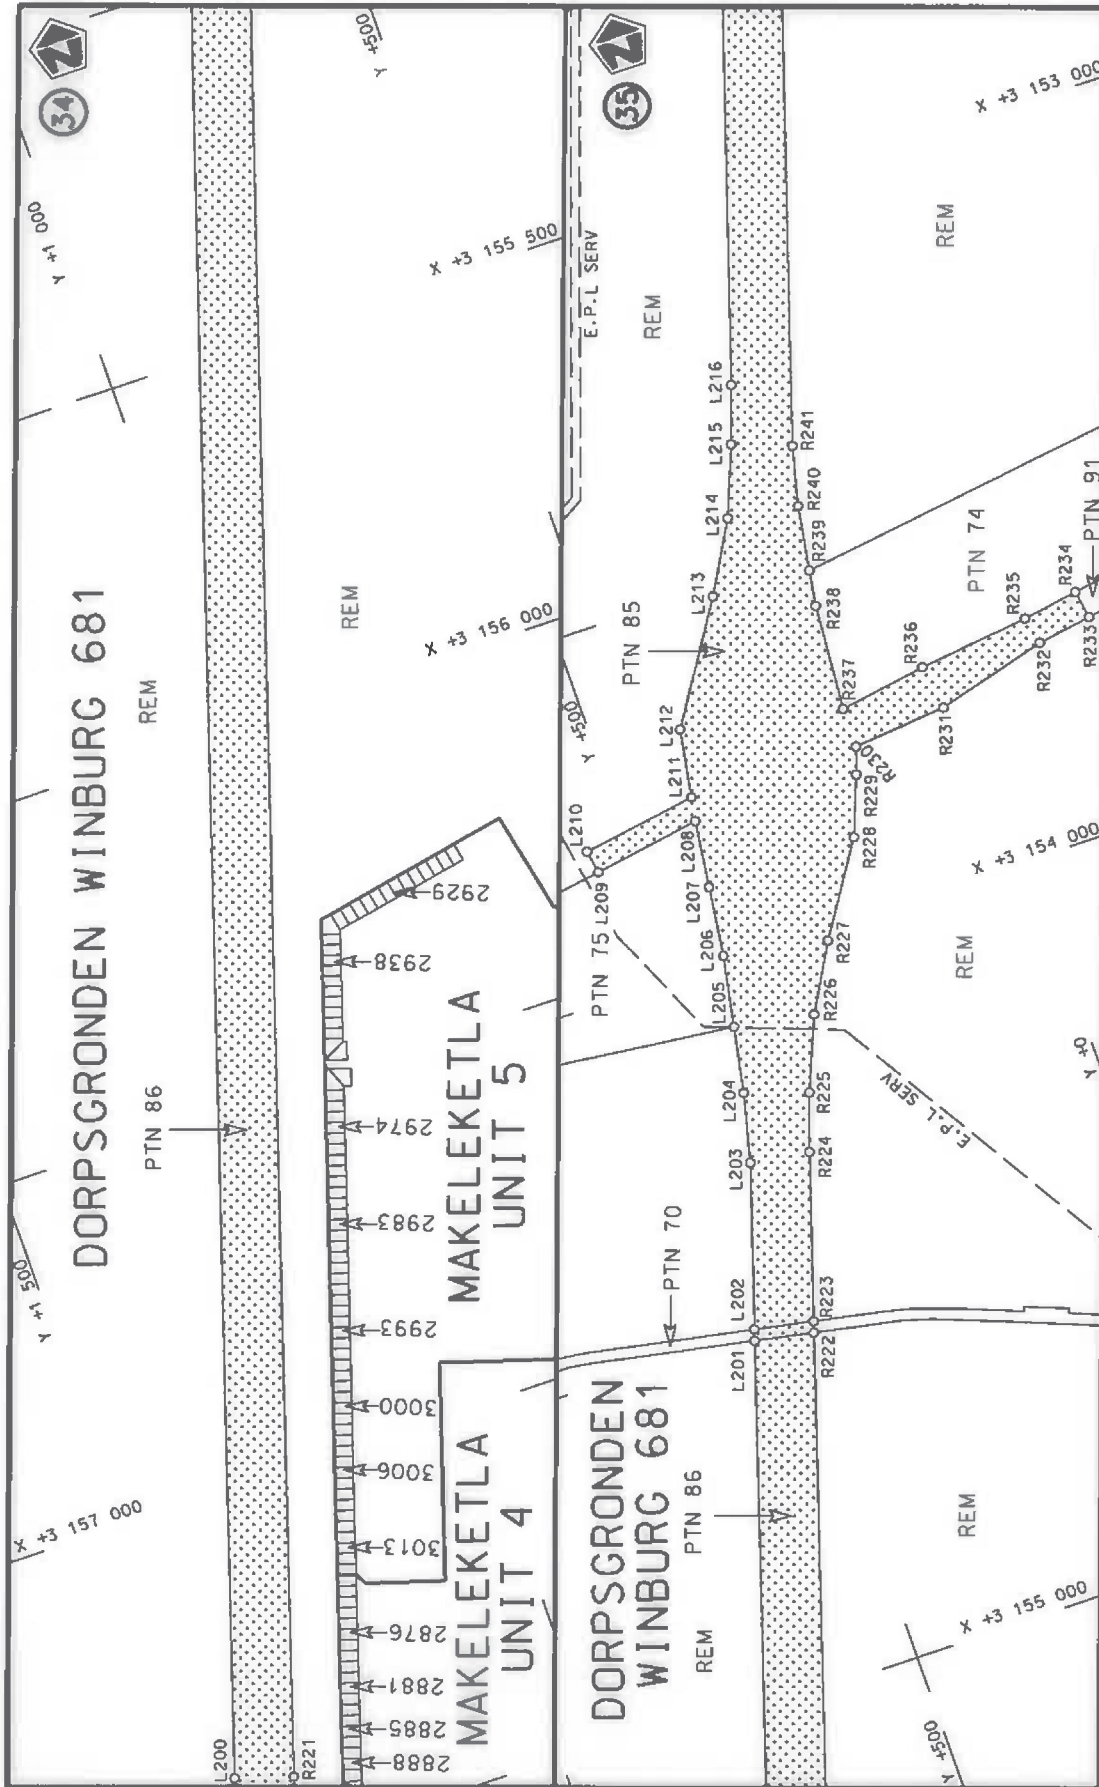 34
Y +1 500
Y +1 000
Y +500
DORPSGRONDEN WINBURG 681
REM
PTN 86
X +3 157 000
X +3 156 000
X +3 155 500
REM
L200
R221
2888
2885
2881
2876
3013
3006
3000
2993
2983
2974
2938
2929
MAKELEKETLA
UNIT 4
MAKELEKETLA
UNIT 5
35
E.P.L SERV
REM
Y +500
PTN 85
PTN 75
PTN 70
DORPSGRONDEN
WINBURG 681
PTN 86
REM
L201
L202
L203
L204
L205
L206
L207
L208
L209
L210
L211
L212
L213
L214
L215
L216
R222
R223
R224
R225
R226
R227
R228
R229
R230
R231
R232
R233
R234
R235
R236
R237
R238
R239
R240
R241
PTN 74
PTN 91
E.P.L SERV
REM
REM
REM
X +3 153 000
X +3 154 000
X +3 155 000
Y +0
Y +500